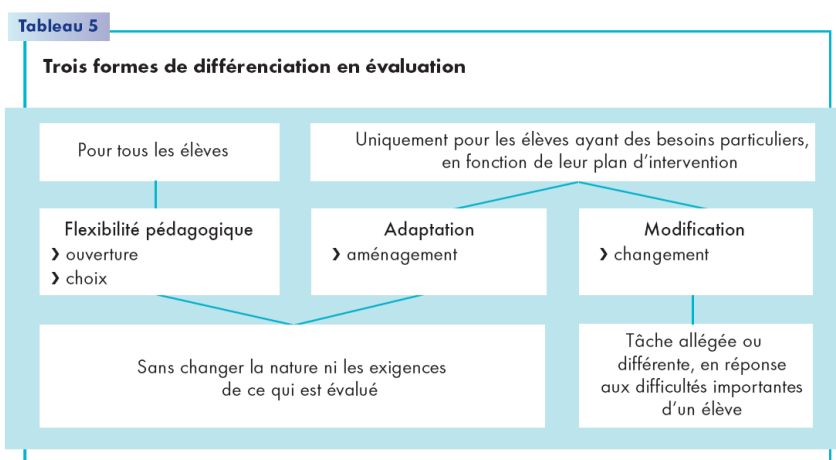 Tableau 5
Trois formes de différenciation en évaluation
Pour tous les élèves
Uniquement pour les élèves ayant des besoins particuliers,
en fonction de leur plan d’intervention
Flexibilité pédagogique
❯ ouverture
❯ choix
Adaptation
❯ aménagement
Modification
❯ changement
Sans changer la nature ni les exigences
de ce qui est évalué
Tâche allégée ou
différente, en réponse
aux difficultés importantes
d’un élève